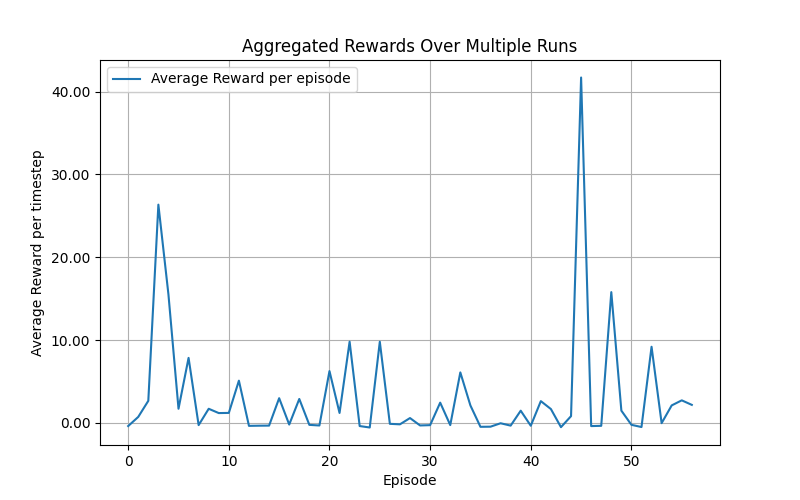 Aggregated Rewards Over Multiple Runs
Average Reward per episode
Average Reward per timestep
40.00
30.00
20.00
10.00
0.00
0 10 20 30 40 50
Episode